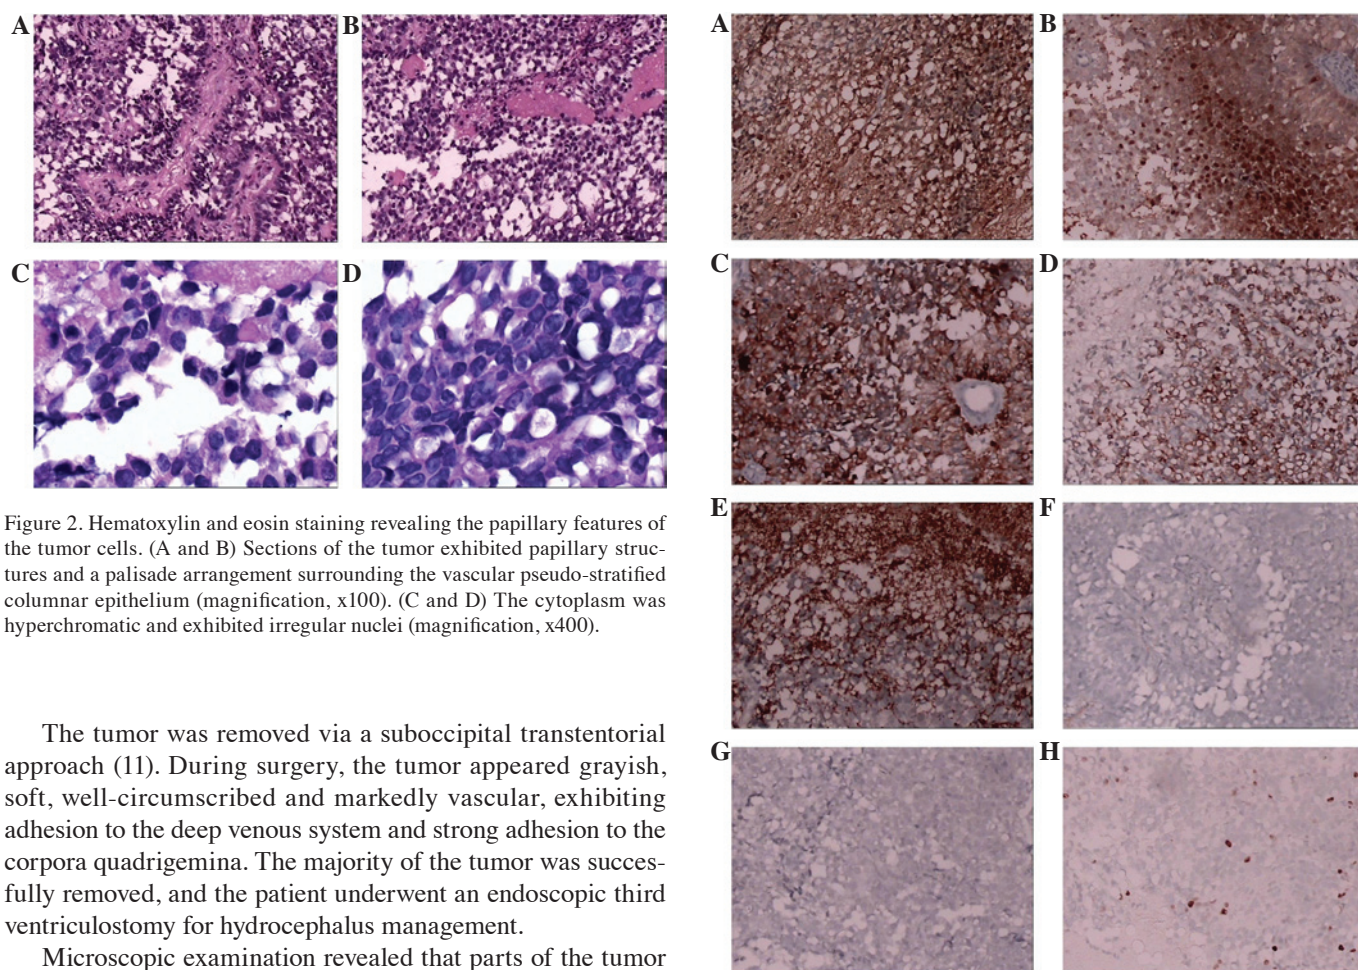 A
B
C
D
Figure 2. Hematoxylin and eosin staining revealing the papillary features of
the tumor cells. (A and B) Sections of the tumor exhibited papillary struc-
tures and a palisade arrangement surrounding the vascular pseudo-stratified
columnar epithelium (magnification, x100). (C and D) The cytoplasm was
hyperchromatic and exhibited irregular nuclei (magnification, x400).
The tumor was removed via a suboccipital transtentorial
approach (11). During surgery, the tumor appeared grayish,
soft, well-circumscribed and markedly vascular, exhibiting
adhesion to the deep venous system and strong adhesion to the
corpora quadrigemina. The majority of the tumor was succes-
fully removed, and the patient underwent an endoscopic third
ventriculostomy for hydrocephalus management.
Microscopic examination revealed that parts of the tumor
A
B
C
D
E
F
G
H